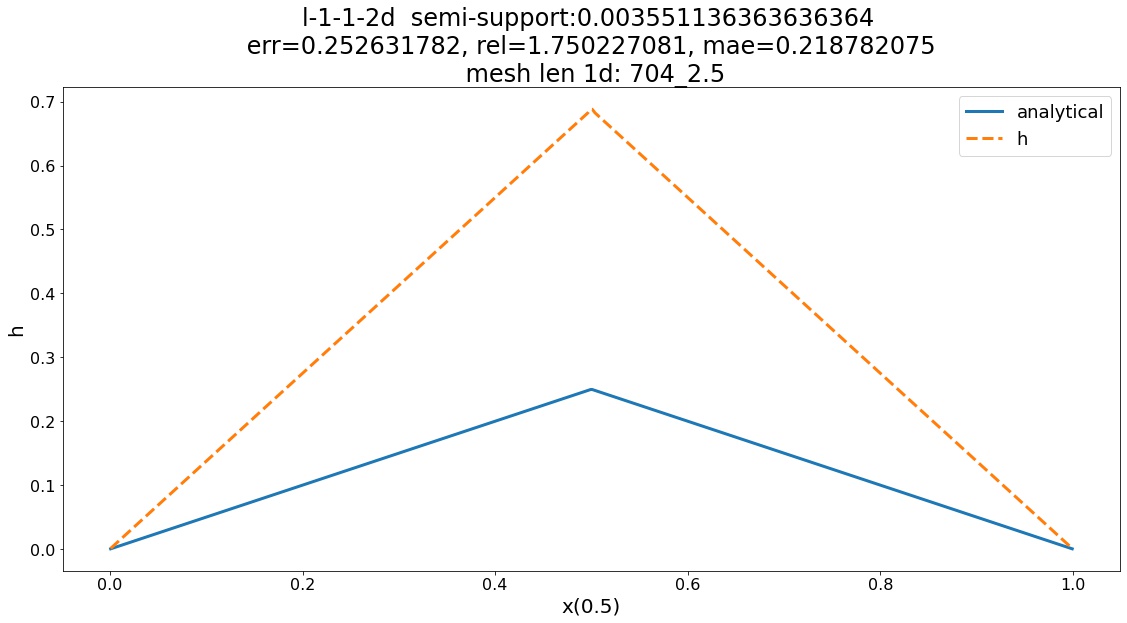 l-1-1-2d  semi-support:0.003551136363636364
err=0.252631782, rel=1.750227081, mae=0.218782075
mesh len 1d: 704_2.5
analytical
h
0.7
0.6
0.5
0.4
0.3
0.2
0.1
0.0
h
0.0 0.2 0.4 0.6 0.8 1.0
x(0.5)